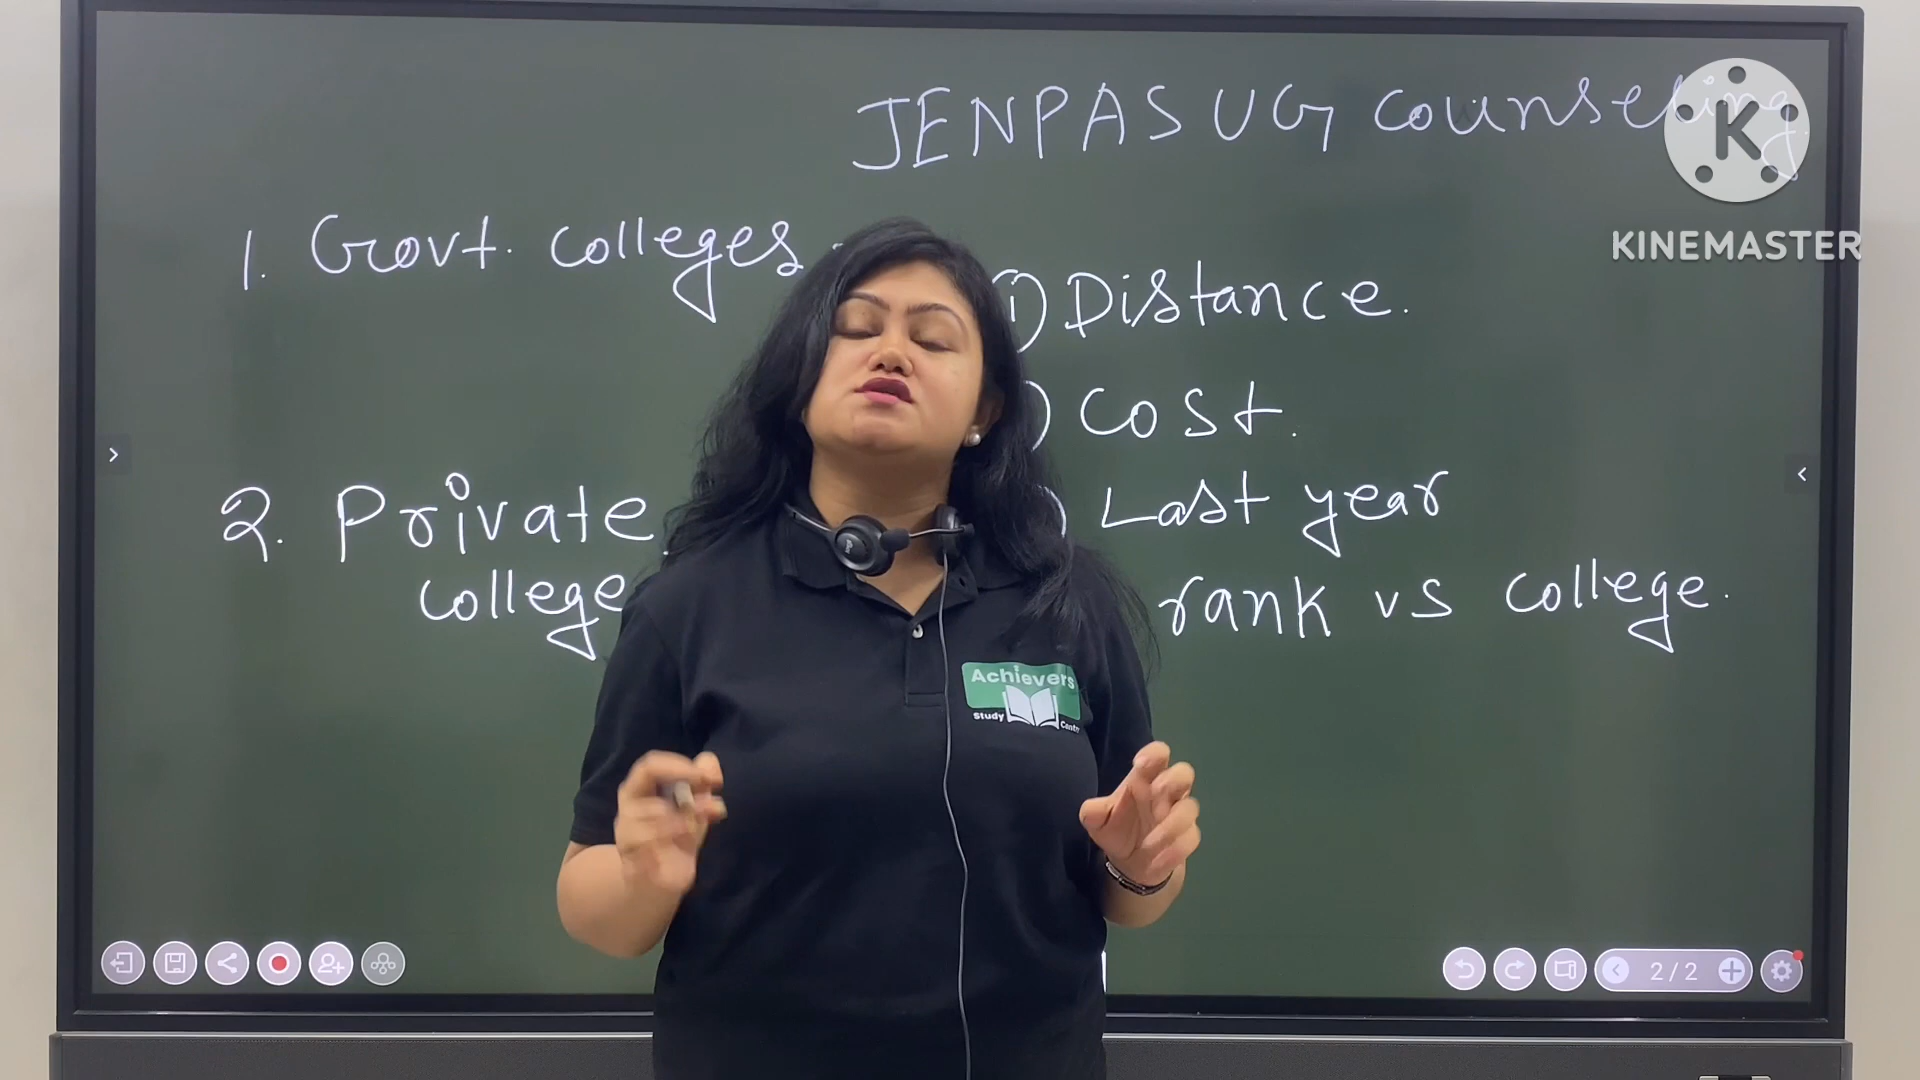 JENPAS UG Counseling
KINEMASTER
1. Govt. Colleges
i) Distance.
) Cost.
2. Private
college
) Last year
rank vs college.
Achievers
Study Centr
2/2